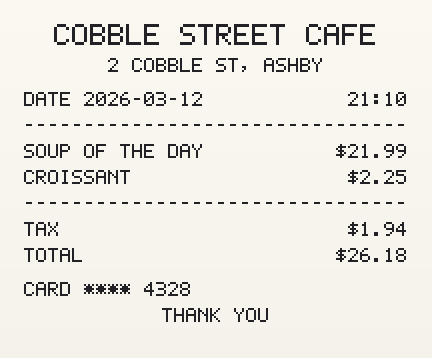 COBBLE STREET CAFE
2 COBBLE ST, ASHBY
DATE 2026-03-12 21:10
--------------------------------
SOUP OF THE DAY $21.99
CROISSANT $2.25
--------------------------------
TAX $1.94
TOTAL $26.18
CARD **** 4328
THANK YOU